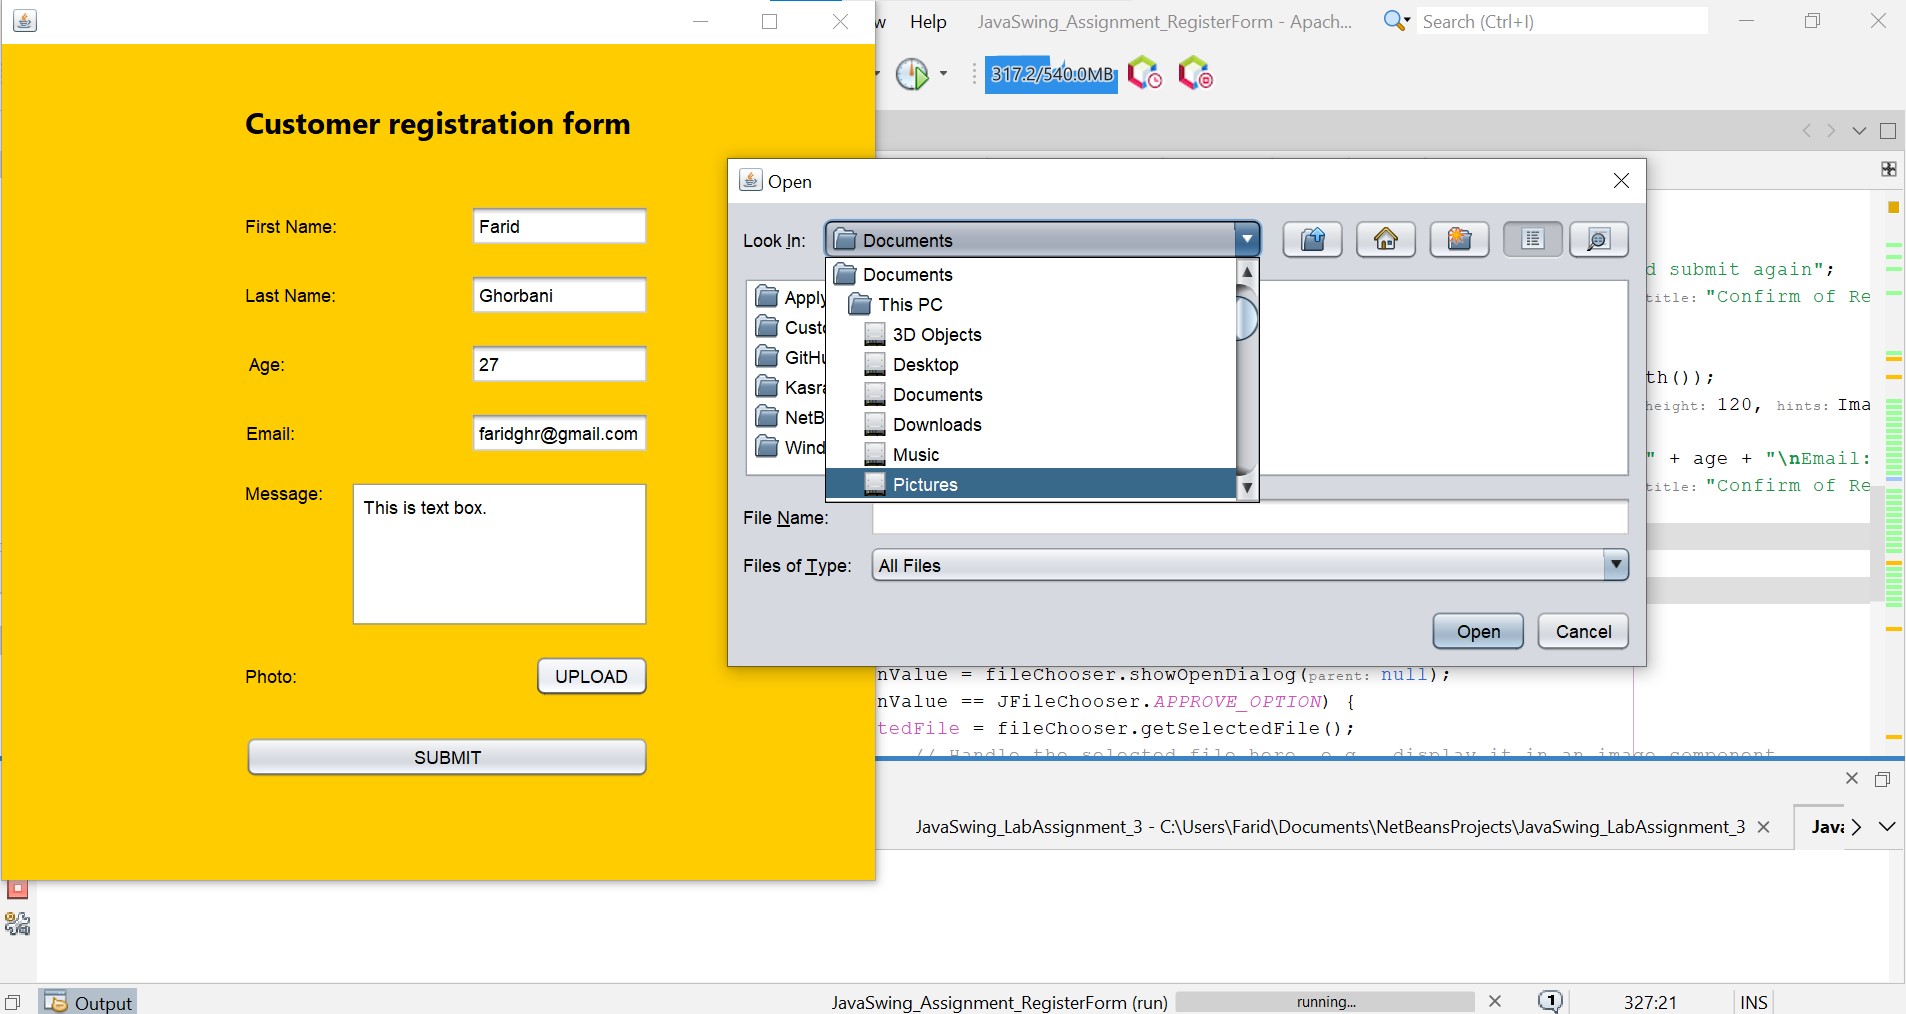 w Help JavaSwing_Assignment_RegisterForm - Apach... Search (Ctrl+I)
317.2/540.0MB
Customer registration form
First Name: Farid
Last Name: Ghorbani
Age: 27
Email: faridghr@gmail.com
Message: This is text box.
Photo: UPLOAD
SUBMIT
Open
Look In: Documents
Documents
This PC
3D Objects
Desktop
Documents
Downloads
Music
Pictures
Apply
Custo
GitHu
Kasra
NetB
Wind
File Name:
Files of Type: All Files
Open Cancel
d submit again";
title: "Confirm of Re
th());
height: 120, hints: Ima
" + age + "\nEmail:
title: "Confirm of Re
nValue = fileChooser.showOpenDialog(parent: null);
nValue == JFileChooser.APPROVE_OPTION) {
tedFile = fileChooser.getSelectedFile();
// Handle the selected file here, e.g., display it in an image component
JavaSwing_LabAssignment_3 - C:\Users\Farid\Documents\NetBeansProjects\JavaSwing_LabAssignment_3 Java
Output JavaSwing_Assignment_RegisterForm (run) running... 1 327:21 INS